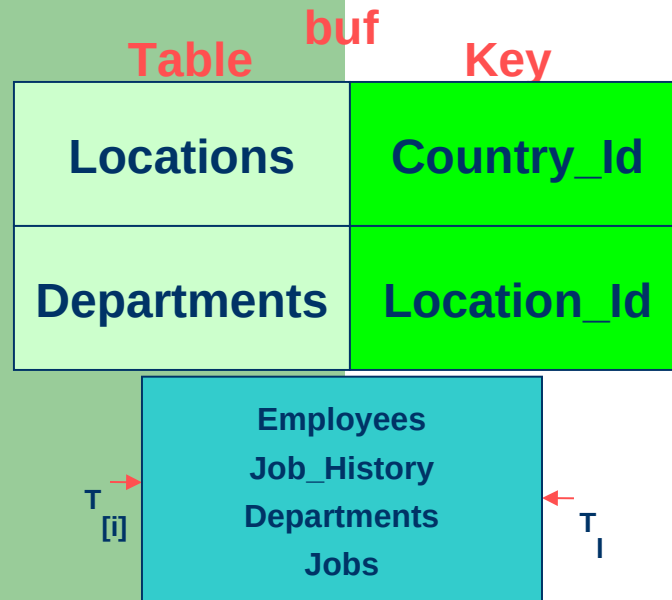 buf
Table
Key
Locations
Country_Id
Departments
Location_Id
Employees
Job_History
Departments
Jobs
T
[i]
T
l